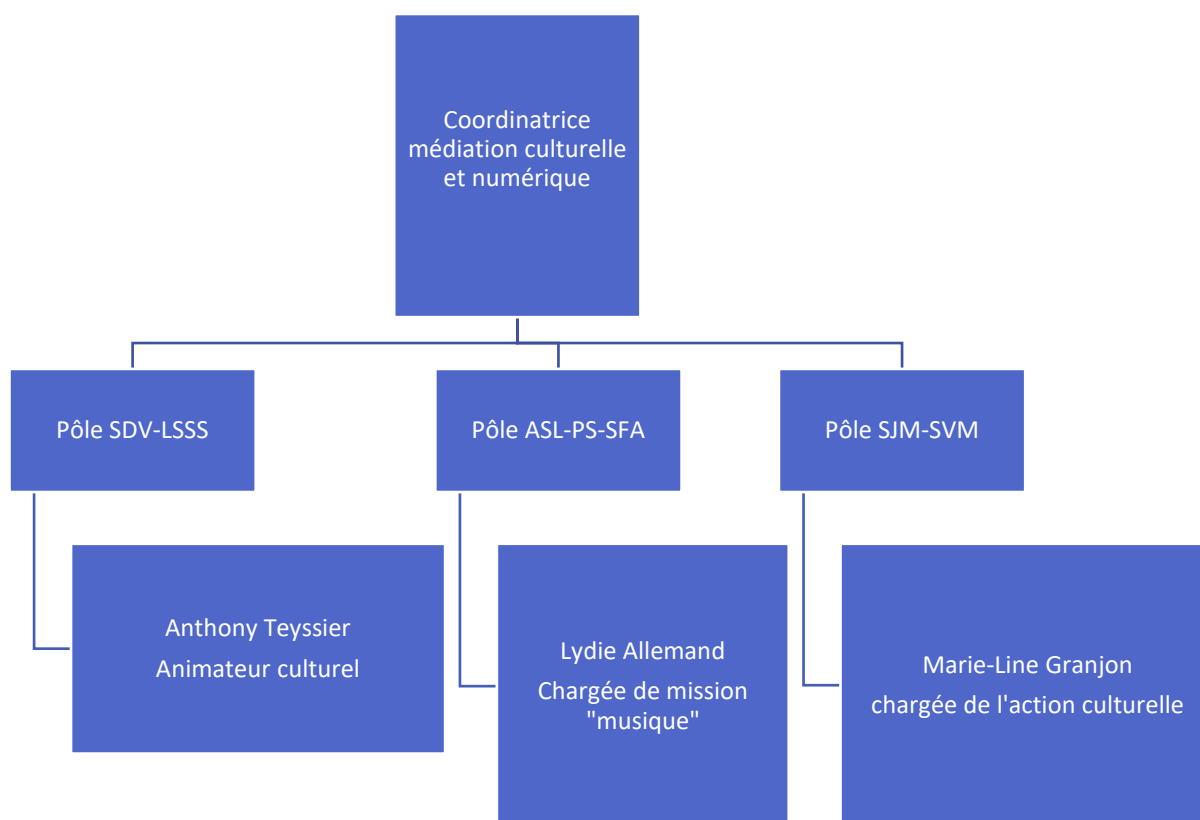 Coordinatrice
médiation culturelle
et numérique
Pôle SDV-LSSS
Pôle ASL-PS-SFA
Pôle SJM-SVM
Anthony Teyssier
Animateur culturel
Lydie Allemand
Chargée de mission
"musique"
Marie-Line Granjon
chargée de l'action culturelle